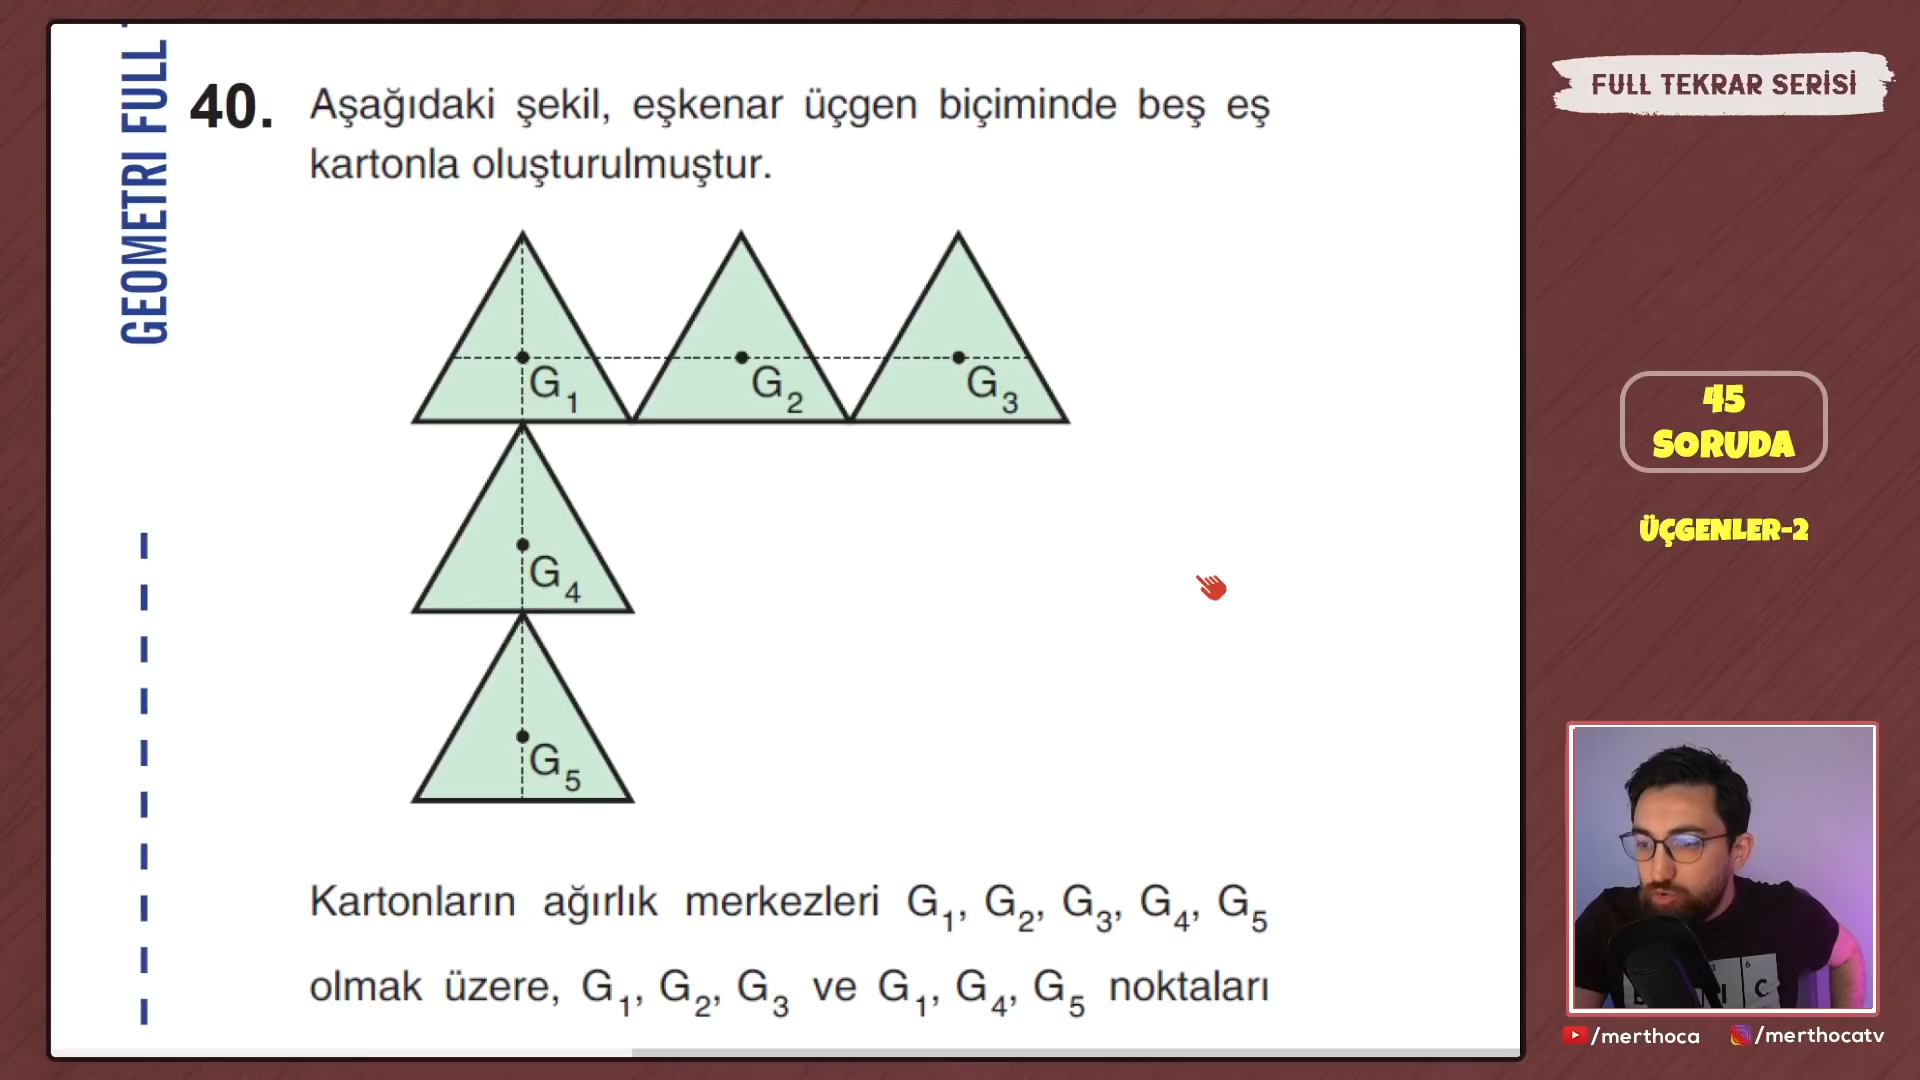 GEOMETRI FULL
40. Aşağıdaki şekil, eşkenar üçgen biçiminde beş eş
kartonla oluşturulmuştur.
G1
G2
G3
G4
G5
Kartonların ağırlık merkezleri G1, G2, G3, G4, G5
olmak üzere, G1, G2, G3 ve G1, G4, G5 noktaları
FULL TEKRAR SERİSİ
45
SORUDA
ÜÇGENLER-2
/merthoca
/merthocatv